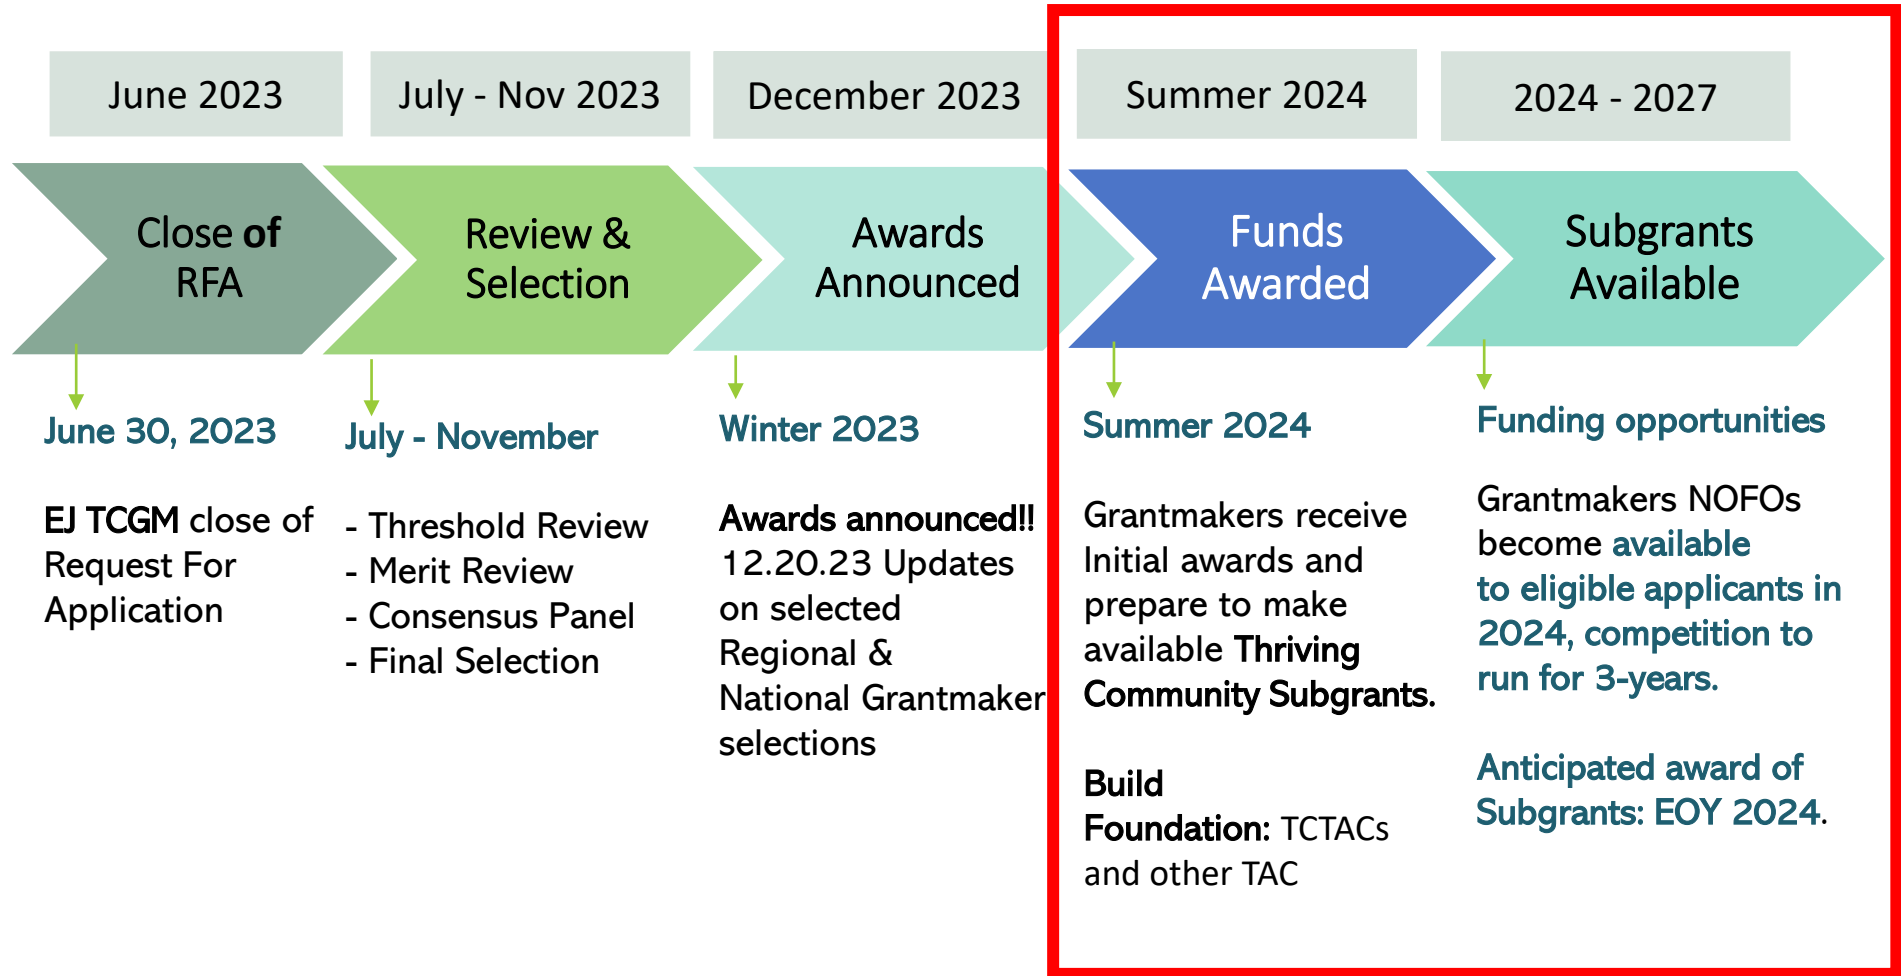 June 2023
July - Nov 2023
December 2023
Summer 2024
2024 - 2027
Close of
RFA
Review &
Selection
Awards
Announced
Funds
Awarded
Subgrants
Available
June 30, 2023
EJ TCGM close of
Request For
Application
July - November
- Threshold Review
- Merit Review
- Consensus Panel
- Final Selection
Winter 2023
Awards announced!!
12.20.23 Updates
on selected
Regional &
National Grantmaker
selections
Summer 2024
Grantmakers receive
Initial awards and
prepare to make
available Thriving
Community Subgrants.
Build
Foundation: TCTACs
and other TAC
Funding opportunities
Grantmakers NOFOs
become available
to eligible applicants in
2024, competition to
run for 3-years.
Anticipated award of
Subgrants: EOY 2024.